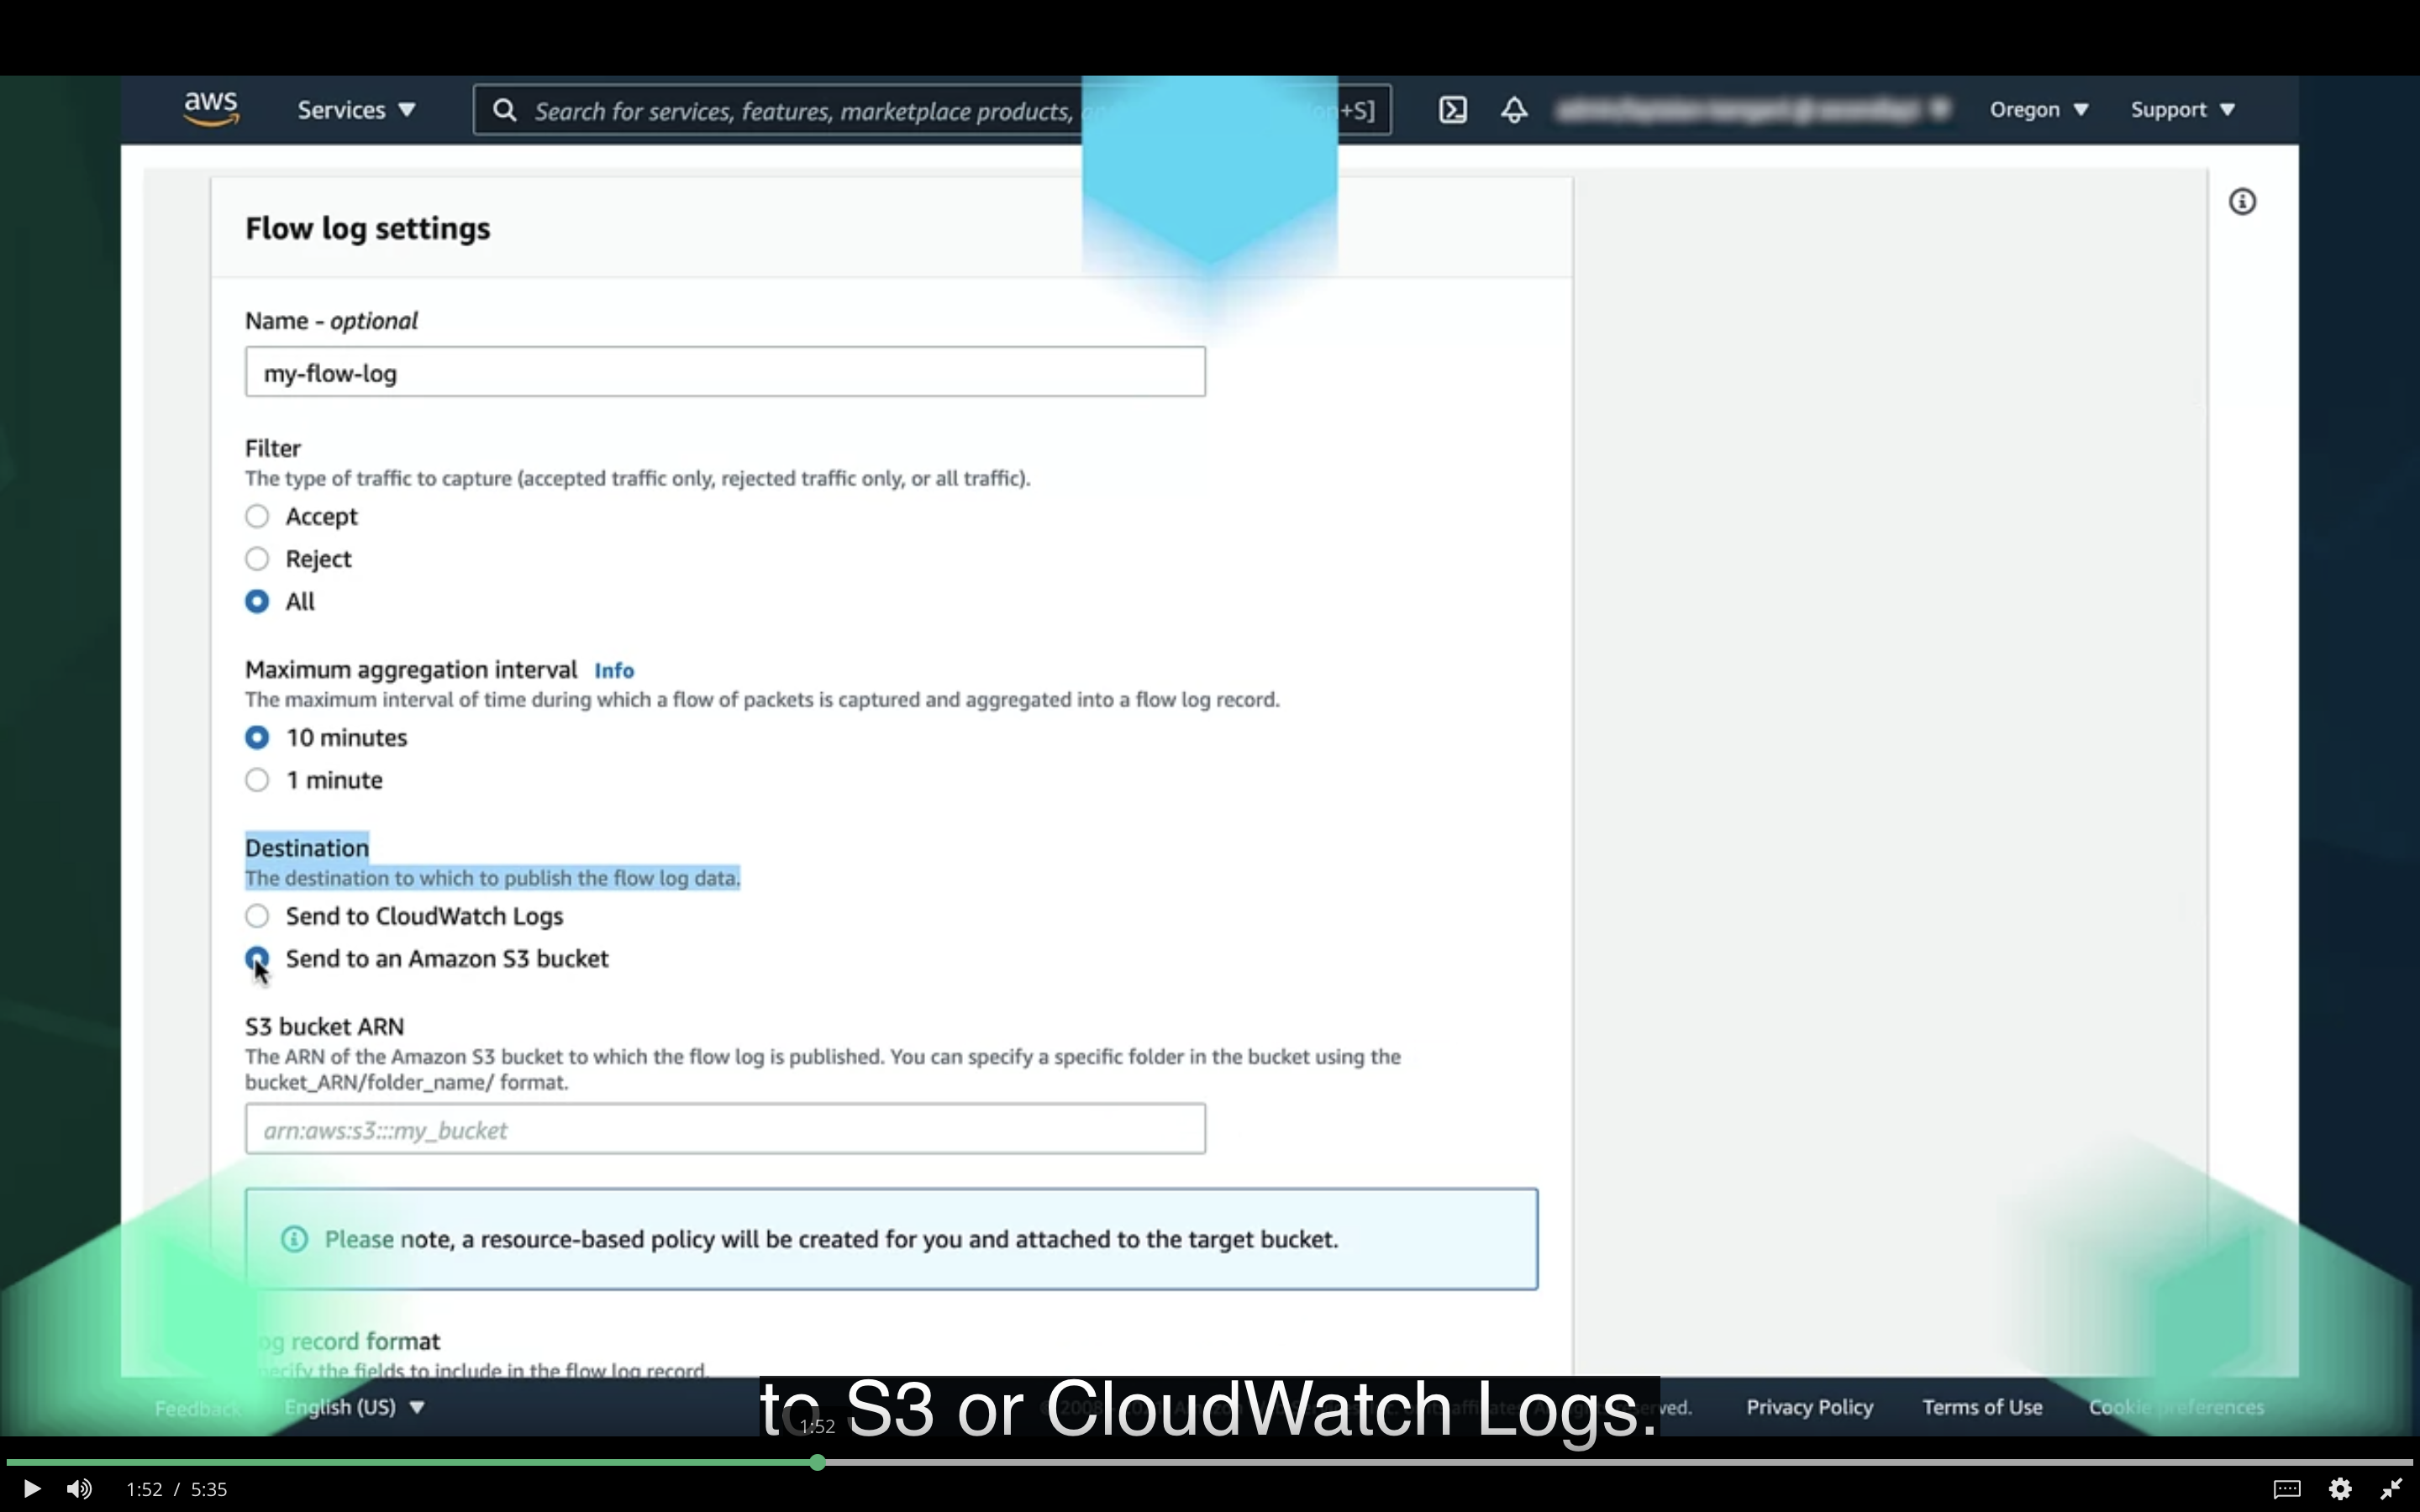 aws
Services
Search for services, features, marketplace products,
+S]
Oregon
Support
Flow log settings
Name - optional
my-flow-log
Filter
The type of traffic to capture (accepted traffic only, rejected traffic only, or all traffic).
Accept
Reject
All
Maximum aggregation interval Info
The maximum interval of time during which a flow of packets is captured and aggregated into a flow log record.
10 minutes
1 minute
Destination
The destination to which to publish the flow log data.
Send to CloudWatch Logs
Send to an Amazon S3 bucket
S3 bucket ARN
The ARN of the Amazon S3 bucket to which the flow log is published. You can specify a specific folder in the bucket using the
bucket_ARN/folder_name/ format.
arn:aws:s3:::my_bucket
Please note, a resource-based policy will be created for you and attached to the target bucket.
record format
the fields to include in the flow log record.
to S3 or CloudWatch Logs.
Feedback
English (US)
Privacy Policy
Terms of Use
Cookie preferences
1:52
1:52 / 5:35